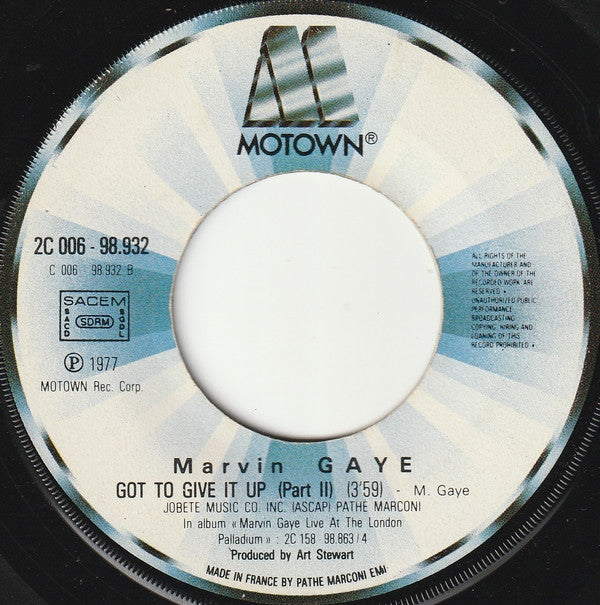 MOTOWN®
2C 006 - 98.932
C 006 98 932 B
SACEM
SACD
SDRM
SGDL
Ⓟ 1977
MOTOWN Rec. Corp.
ALL RIGHTS OF THE
MANUFACTURER AND
OF THE OWNER OF THE
RECORDED WORK ARE
RESERVED •
UNAUTHORIZED PUBLIC
PERFORMANCE
BROADCASTING
COPYING HIRING AND
LOANING OF THIS
RECORD PROHIBITED •
Marvin GAYE
GOT TO GIVE IT UP (Part II) (3'59) - M. Gaye
JOBETE MUSIC CO. INC. (ASCAP) PATHE MARCONI
In album « Marvin Gaye Live At The London
Palladium » : 2C 158 - 98.863/4
Produced by Art Stewart
MADE IN FRANCE BY PATHE MARCONI EMI